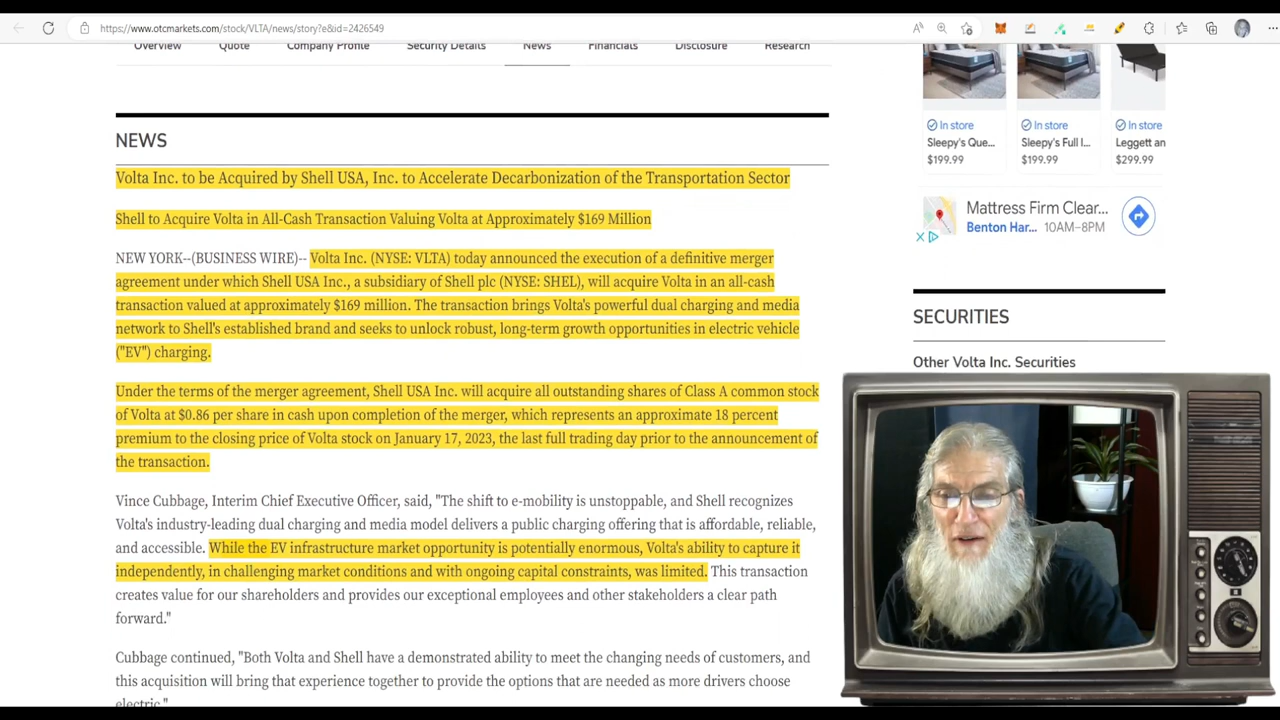 https://www.otcmarkets.com/stock/VLTA/news/story?e&id=2426549
Overview Quote Company Profile Security Details News Financials Disclosure Research
NEWS
Volta Inc. to be Acquired by Shell USA, Inc. to Accelerate Decarbonization of the Transportation Sector
Shell to Acquire Volta in All-Cash Transaction Valuing Volta at Approximately $169 Million
NEW YORK--(BUSINESS WIRE)-- Volta Inc. (NYSE: VLTA) today announced the execution of a definitive merger
agreement under which Shell USA Inc., a subsidiary of Shell plc (NYSE: SHEL), will acquire Volta in an all-cash
transaction valued at approximately $169 million. The transaction brings Volta's powerful dual charging and media
network to Shell's established brand and seeks to unlock robust, long-term growth opportunities in electric vehicle
("EV") charging.
Under the terms of the merger agreement, Shell USA Inc. will acquire all outstanding shares of Class A common stock
of Volta at $0.86 per share in cash upon completion of the merger, which represents an approximate 18 percent
premium to the closing price of Volta stock on January 17, 2023, the last full trading day prior to the announcement of
the transaction.
Vince Cubbage, Interim Chief Executive Officer, said, "The shift to e-mobility is unstoppable, and Shell recognizes
Volta's industry-leading dual charging and media model delivers a public charging offering that is affordable, reliable,
and accessible. While the EV infrastructure market opportunity is potentially enormous, Volta's ability to capture it
independently, in challenging market conditions and with ongoing capital constraints, was limited. This transaction
creates value for our shareholders and provides our exceptional employees and other stakeholders a clear path
forward."
Cubbage continued, "Both Volta and Shell have a demonstrated ability to meet the changing needs of customers, and
this acquisition will bring that experience together to provide the options that are needed as more drivers choose
electric."
In store In store In store
Sleepy's Que... Sleepy's Full I... Leggett an
$199.99 $199.99 $299.99
Mattress Firm Clear...
Benton Har... 10AM–8PM
SECURITIES
Other Volta Inc. Securities